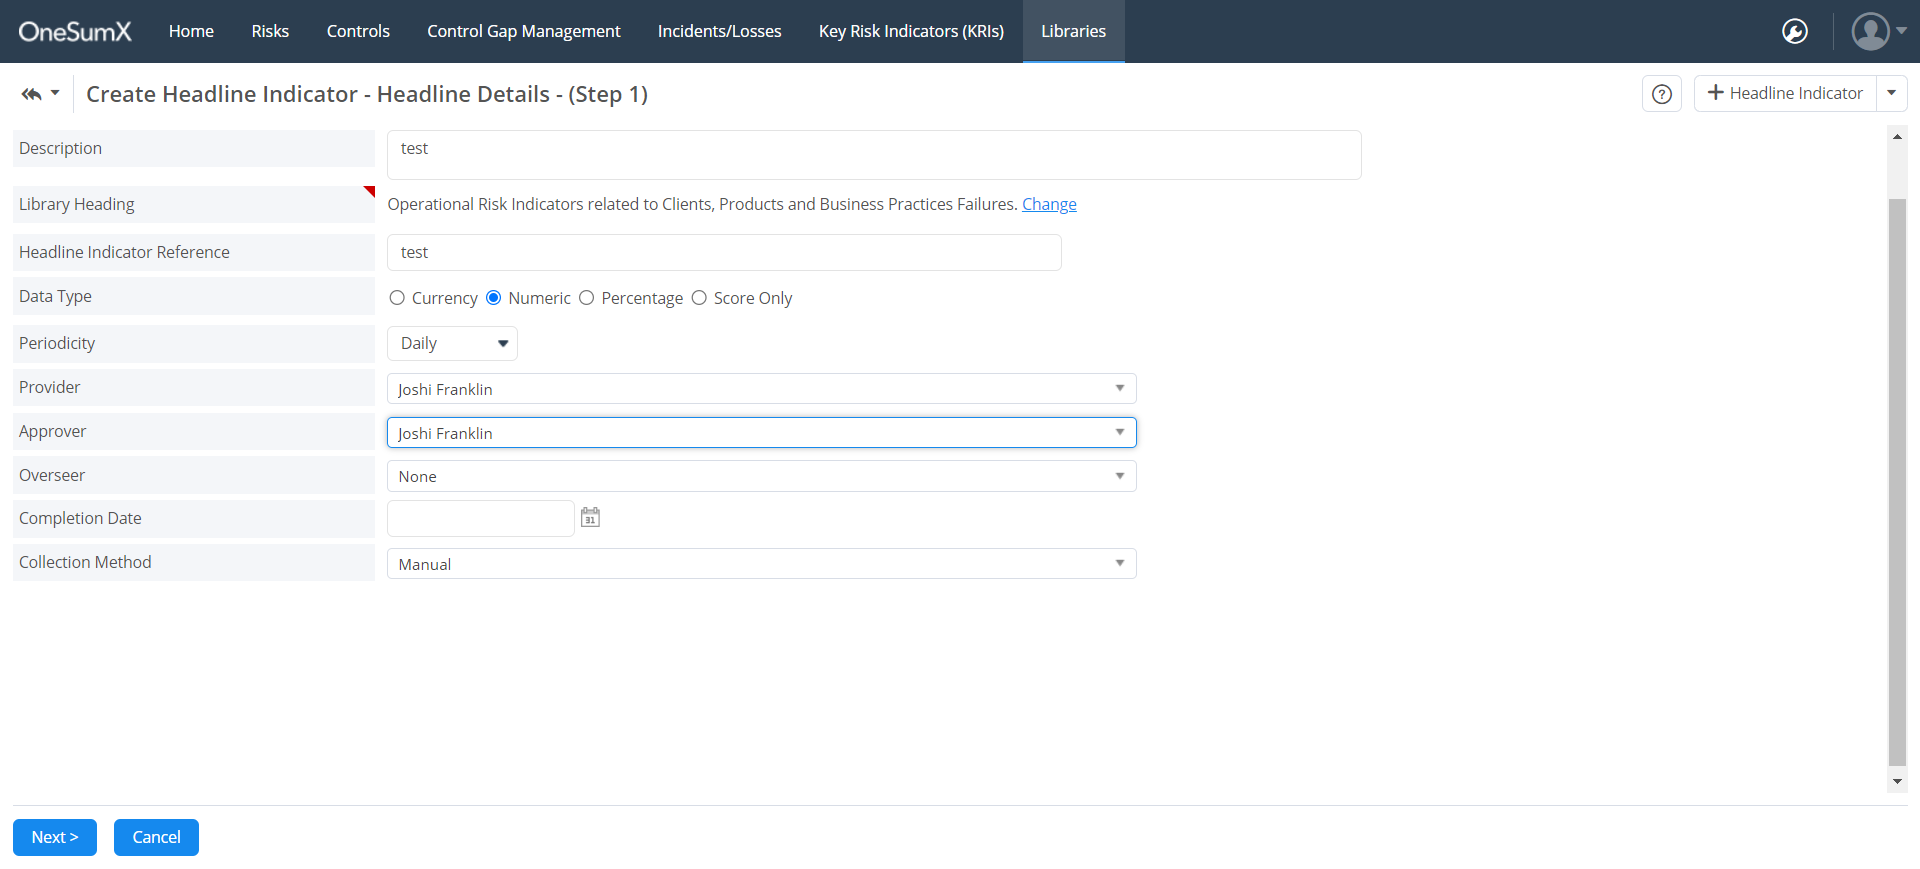 OneSumX Home Risks Controls Control Gap Management Incidents/Losses Key Risk Indicators (KRIs) Libraries
Create Headline Indicator - Headline Details - (Step 1) ? + Headline Indicator
Description test
Library Heading Operational Risk Indicators related to Clients, Products and Business Practices Failures. Change
Headline Indicator Reference test
Data Type Currency Numeric Percentage Score Only
Periodicity Daily
Provider Joshi Franklin
Approver Joshi Franklin
Overseer None
Completion Date 31
Collection Method Manual
Next > Cancel